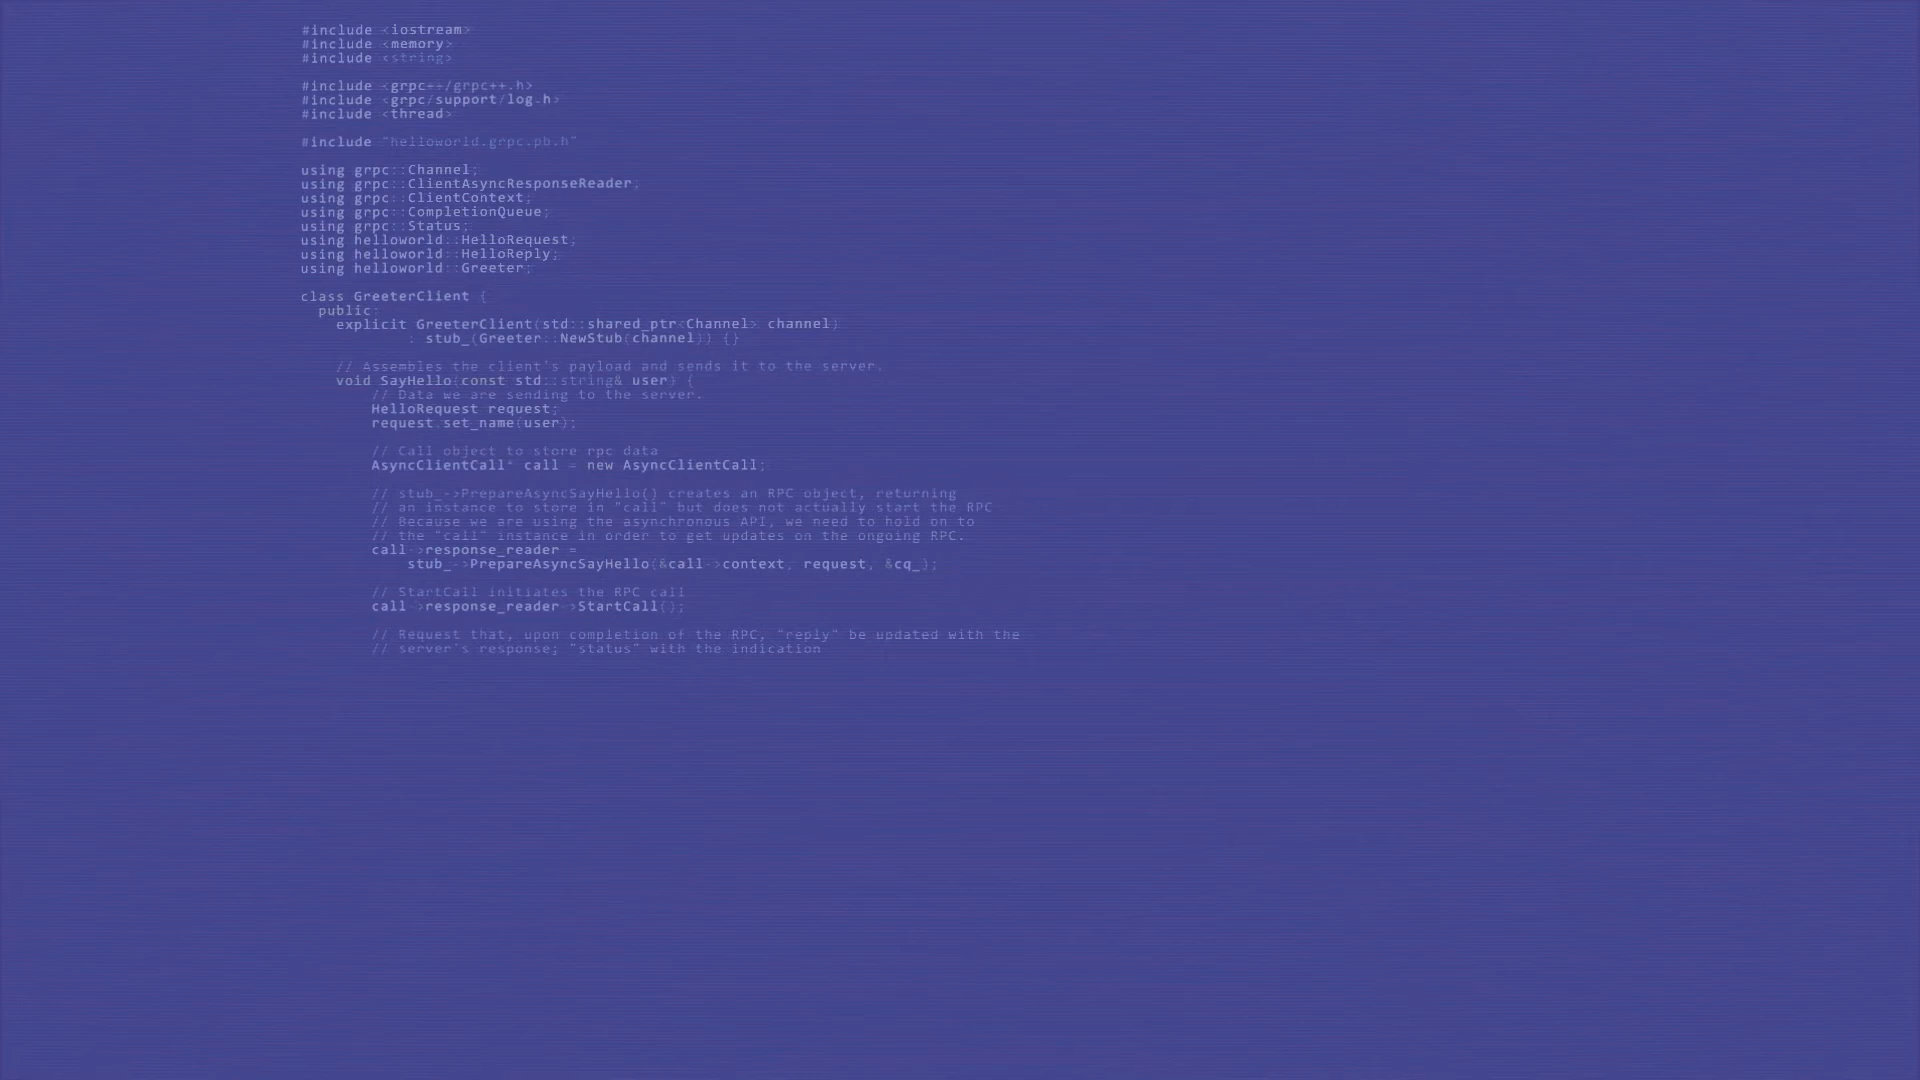 #include <iostream>
#include <memory>
#include <string>
#include <grpc++/grpc++.h>
#include <grpc/support/log.h>
#include <thread>
#include "helloworld.grpc.pb.h"
using grpc::Channel;
using grpc::ClientAsyncResponseReader;
using grpc::ClientContext;
using grpc::CompletionQueue;
using grpc::Status;
using helloworld::HelloRequest;
using helloworld::HelloReply;
using helloworld::Greeter;
class GreeterClient {
public:
explicit GreeterClient(std::shared_ptr<Channel> channel)
: stub_(Greeter::NewStub(channel)) {}
// Assembles the client's payload and sends it to the server.
void SayHello(const std::string& user) {
// Data we are sending to the server.
HelloRequest request;
request.set_name(user);
// Call object to store rpc data
AsyncClientCall* call = new AsyncClientCall;
// stub_->PrepareAsyncSayHello() creates an RPC object, returning
// an instance to store in "call" but does not actually start the RPC
// Because we are using the asynchronous API, we need to hold on to
// the "call" instance in order to get updates on the ongoing RPC.
call->response_reader =
stub_->PrepareAsyncSayHello(&call->context, request, &cq_);
// StartCall initiates the RPC call
call->response_reader->StartCall();
// Request that, upon completion of the RPC, "reply" be updated with the
// server's response; "status" with the indication